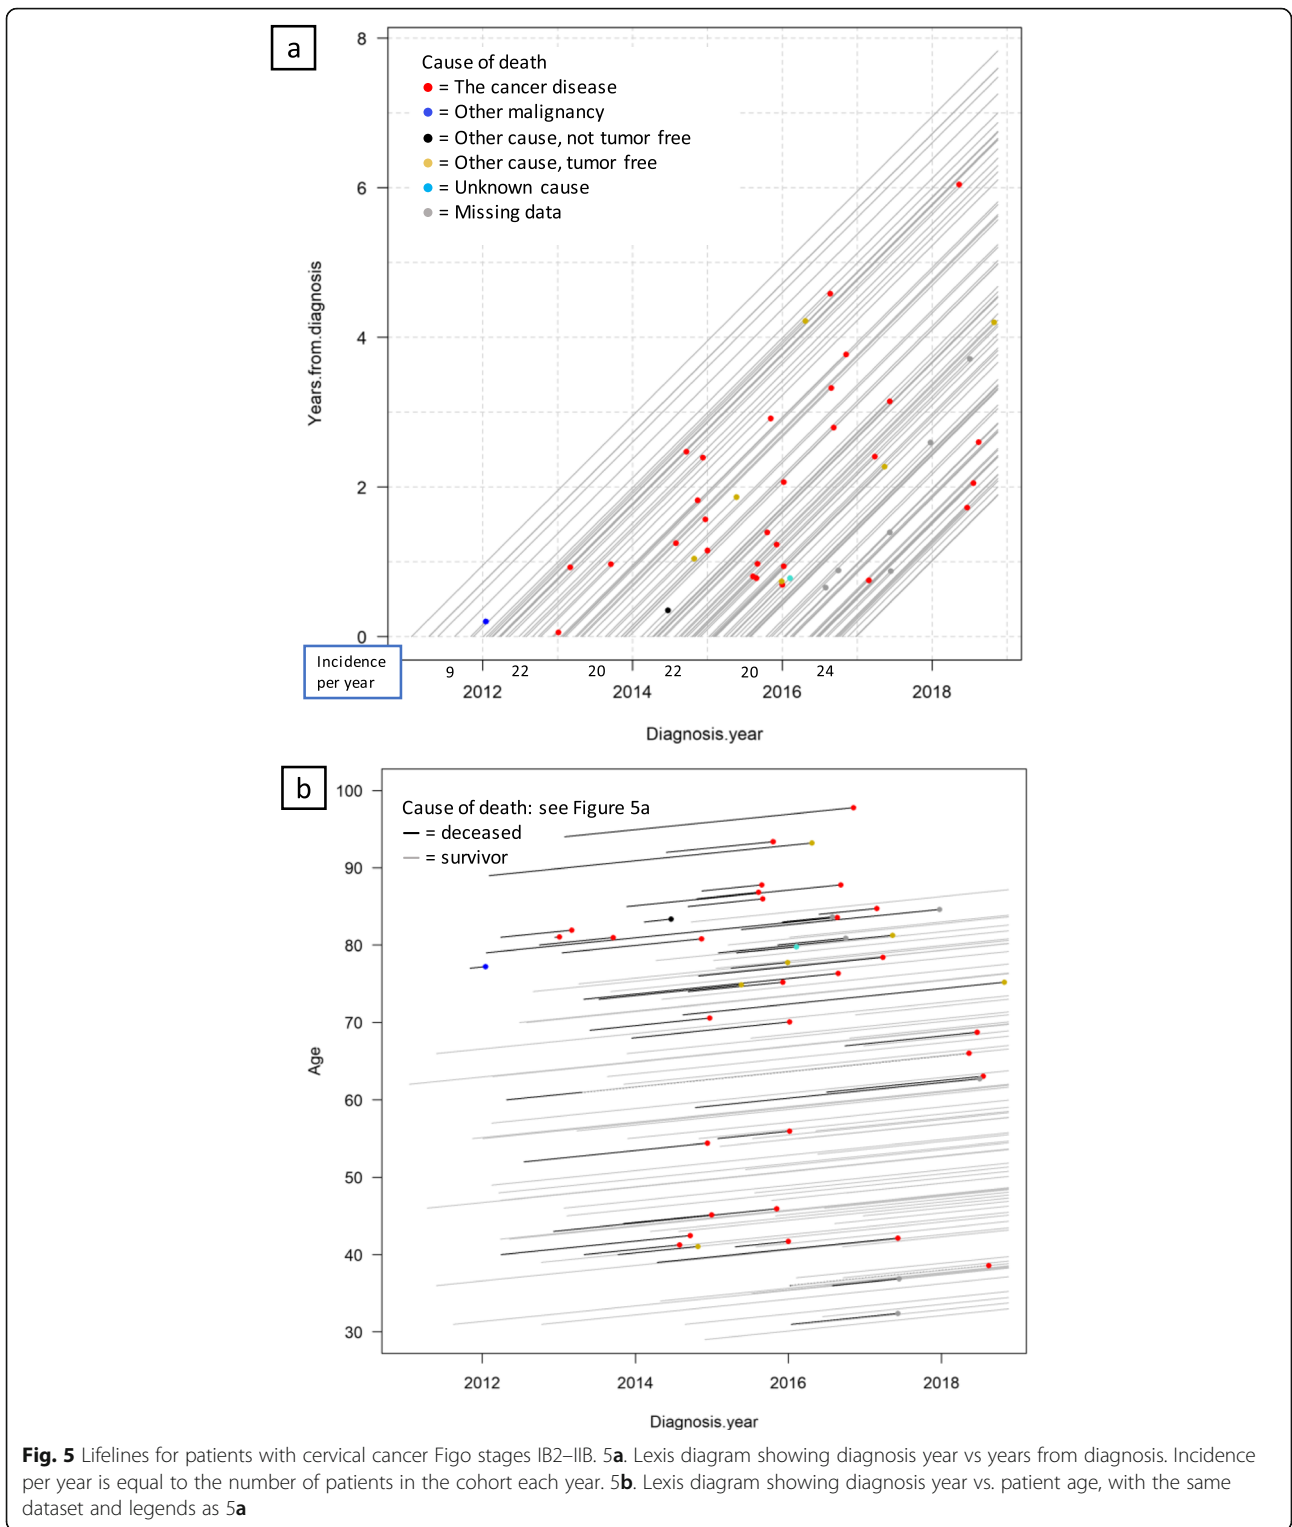 a
8
6
4
2
0
Years.from.diagnosis
Cause of death
= The cancer disease
= Other malignancy
= Other cause, not tumor free
= Other cause, tumor free
= Unknown cause
= Missing data
Incidence
per year
9 22 20 22 20 24
2012 2014 2016 2018
Diagnosis.year
b
100
90
80
70
60
50
40
30
Age
Cause of death: see Figure 5a
= deceased
= survivor
2012 2014 2016 2018
Diagnosis.year
Fig. 5 Lifelines for patients with cervical cancer Figo stages IB2–IIB. 5a. Lexis diagram showing diagnosis year vs years from diagnosis. Incidence
per year is equal to the number of patients in the cohort each year. 5b. Lexis diagram showing diagnosis year vs. patient age, with the same
dataset and legends as 5a